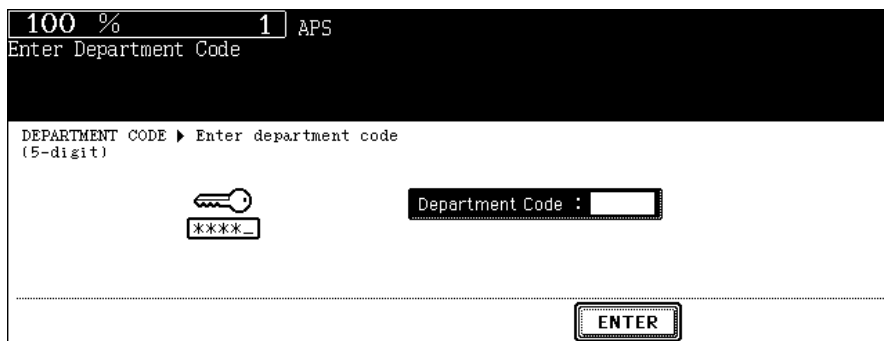 100 % 1 APS
Enter Department Code
DEPARTMENT CODE ▶ Enter department code
(5-digit)
Department Code :
****_
ENTER